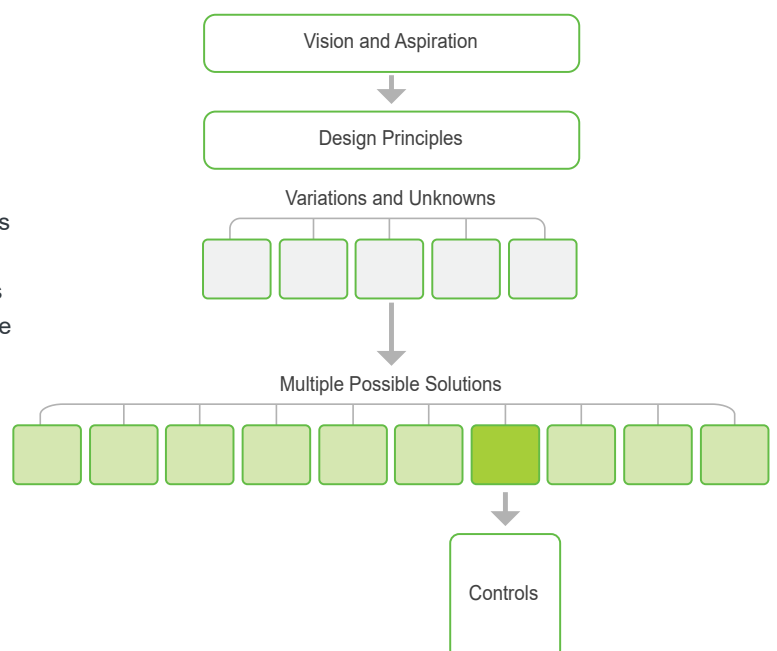 Vision and Aspiration
Design Principles
Variations and Unknowns
s
s
e
Multiple Possible Solutions
Controls